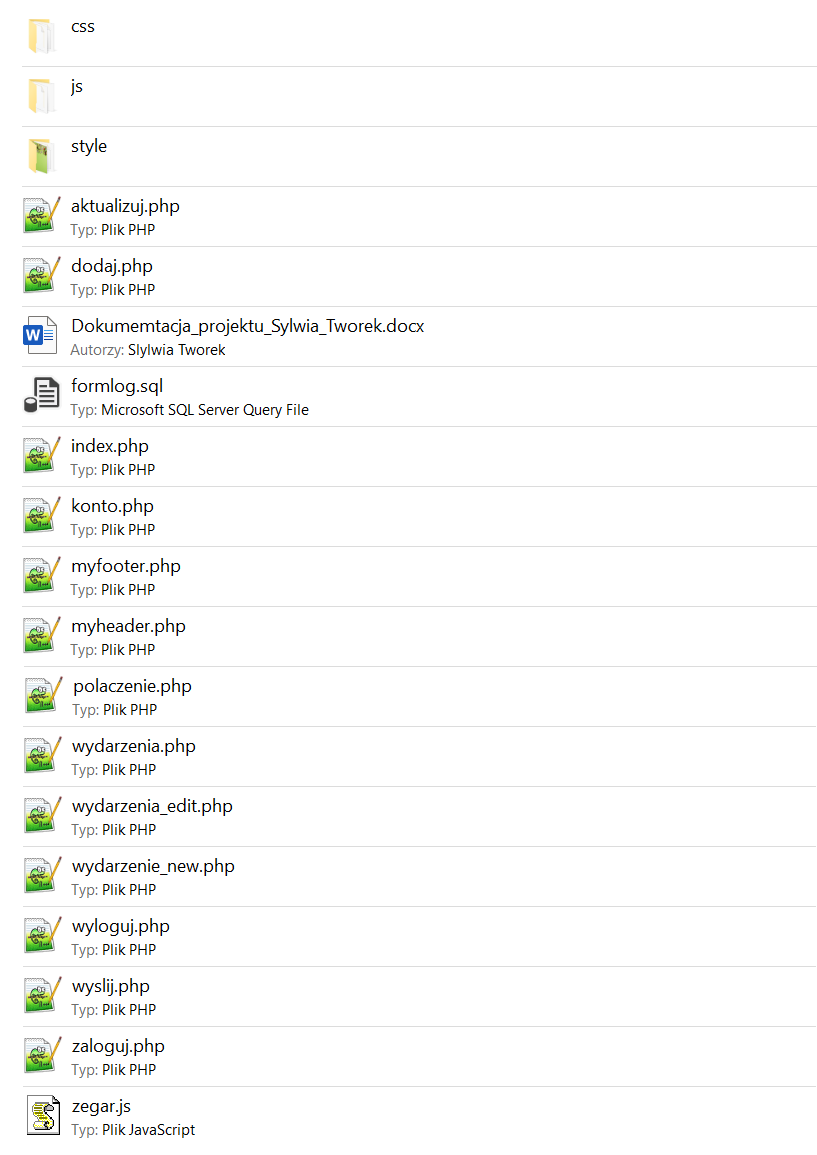 css
js
style
aktualizuj.php
Typ: Plik PHP
dodaj.php
Typ: Plik PHP
Dokumemtacja_projektu_Sylwia_Tworek.docx
Autorzy: Slylwia Tworek
formlog.sql
Typ: Microsoft SQL Server Query File
index.php
Typ: Plik PHP
konto.php
Typ: Plik PHP
myfooter.php
Typ: Plik PHP
myheader.php
Typ: Plik PHP
polaczenie.php
Typ: Plik PHP
wydarzenia.php
Typ: Plik PHP
wydarzenia_edit.php
Typ: Plik PHP
wydarzenie_new.php
Typ: Plik PHP
wyloguj.php
Typ: Plik PHP
wyslij.php
Typ: Plik PHP
zaloguj.php
Typ: Plik PHP
zegar.js
Typ: Plik JavaScript